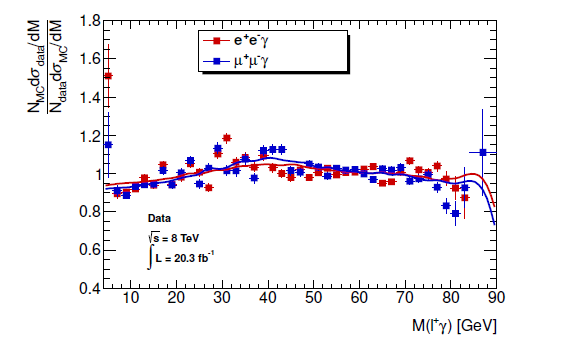 N_MC dσ_data/dM
N_data dσ_MC/dM
1.8
1.6
1.4
1.2
1
0.8
0.6
0.4
e⁺e⁻γ
μ⁺μ⁻γ
Data
√s = 8 TeV
∫ L = 20.3 fb⁻¹
10 20 30 40 50 60 70 80 90
M(l⁺γ) [GeV]